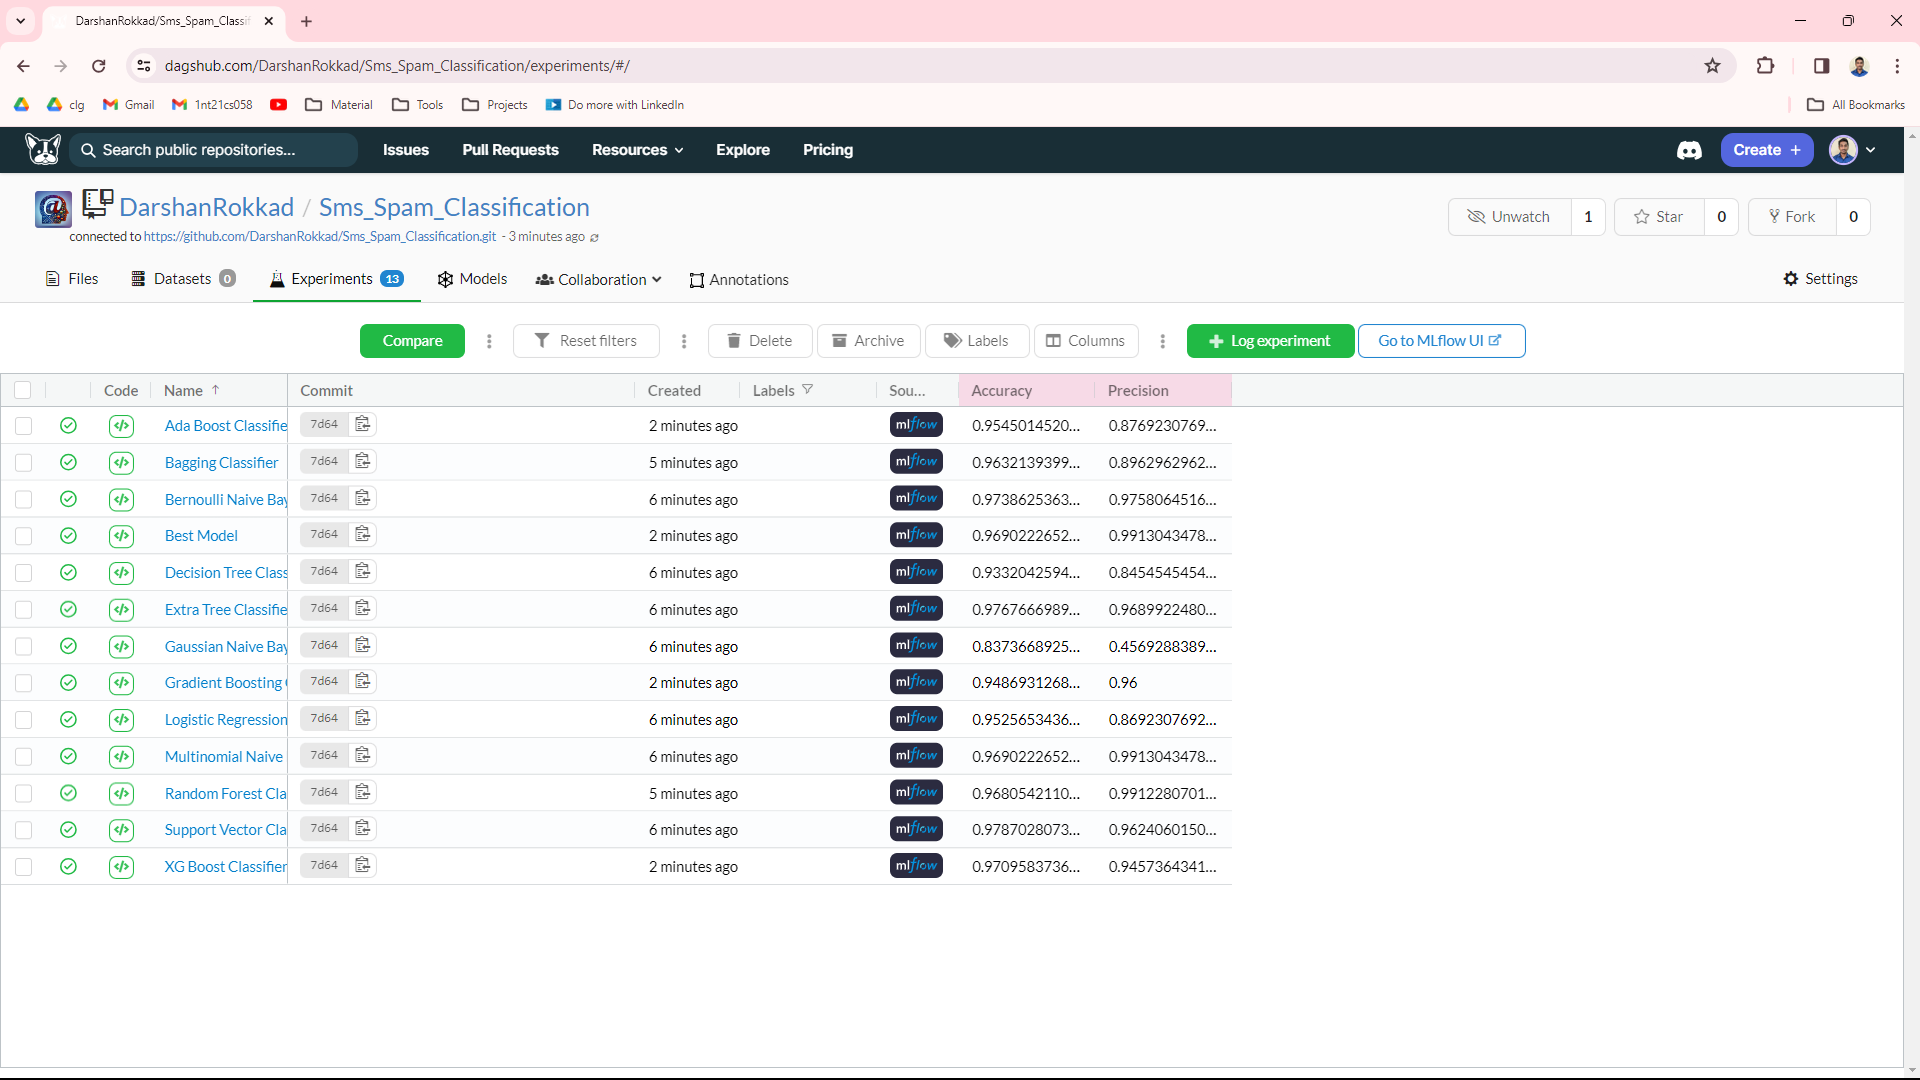 DarshanRokkad/Sms_Spam_Classif
dagshub.com/DarshanRokkad/Sms_Spam_Classification/experiments/#/
clg Gmail 1nt21cs058 Material Tools Projects Do more with LinkedIn All Bookmarks
Search public repositories... Issues Pull Requests Resources Explore Pricing Create +
DarshanRokkad / Sms_Spam_Classification Unwatch 1 Star 0 Fork 0
connected to https://github.com/DarshanRokkad/Sms_Spam_Classification.git - 3 minutes ago
Files Datasets 0 Experiments 13 Models Collaboration Annotations Settings
Compare Reset filters Delete Archive Labels Columns Log experiment Go to MLflow UI
Code Name ↑ Commit Created Labels Sou... Accuracy Precision
Ada Boost Classifie 7d64 2 minutes ago mlflow 0.9545014520... 0.8769230769...
Bagging Classifier 7d64 5 minutes ago mlflow 0.9632139399... 0.8962962962...
Bernoulli Naive Bay 7d64 6 minutes ago mlflow 0.9738625363... 0.9758064516...
Best Model 7d64 2 minutes ago mlflow 0.9690222652... 0.9913043478...
Decision Tree Class 7d64 6 minutes ago mlflow 0.9332042594... 0.8454545454...
Extra Tree Classifie 7d64 6 minutes ago mlflow 0.9767666989... 0.9689922480...
Gaussian Naive Bay 7d64 6 minutes ago mlflow 0.8373668925... 0.4569288389...
Gradient Boosting 7d64 2 minutes ago mlflow 0.9486931268... 0.96
Logistic Regression 7d64 6 minutes ago mlflow 0.9525653436... 0.8692307692...
Multinomial Naive 7d64 6 minutes ago mlflow 0.9690222652... 0.9913043478...
Random Forest Cla 7d64 5 minutes ago mlflow 0.9680542110... 0.9912280701...
Support Vector Cla 7d64 6 minutes ago mlflow 0.9787028073... 0.9624060150...
XG Boost Classifier 7d64 2 minutes ago mlflow 0.9709583736... 0.9457364341...